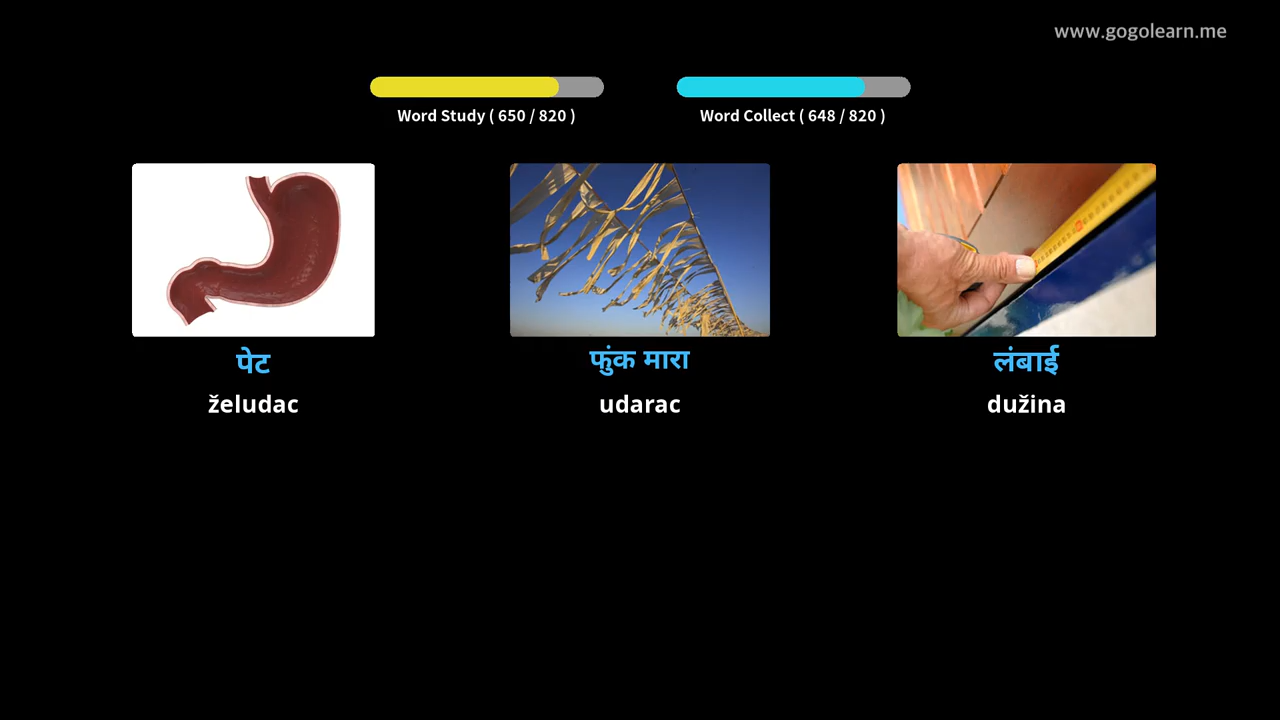 www.gogolearn.me
Word Study ( 650 / 820 )
Word Collect ( 648 / 820 )
पेट
फुंक मारा
लंबाई
želudac
udarac
dužina